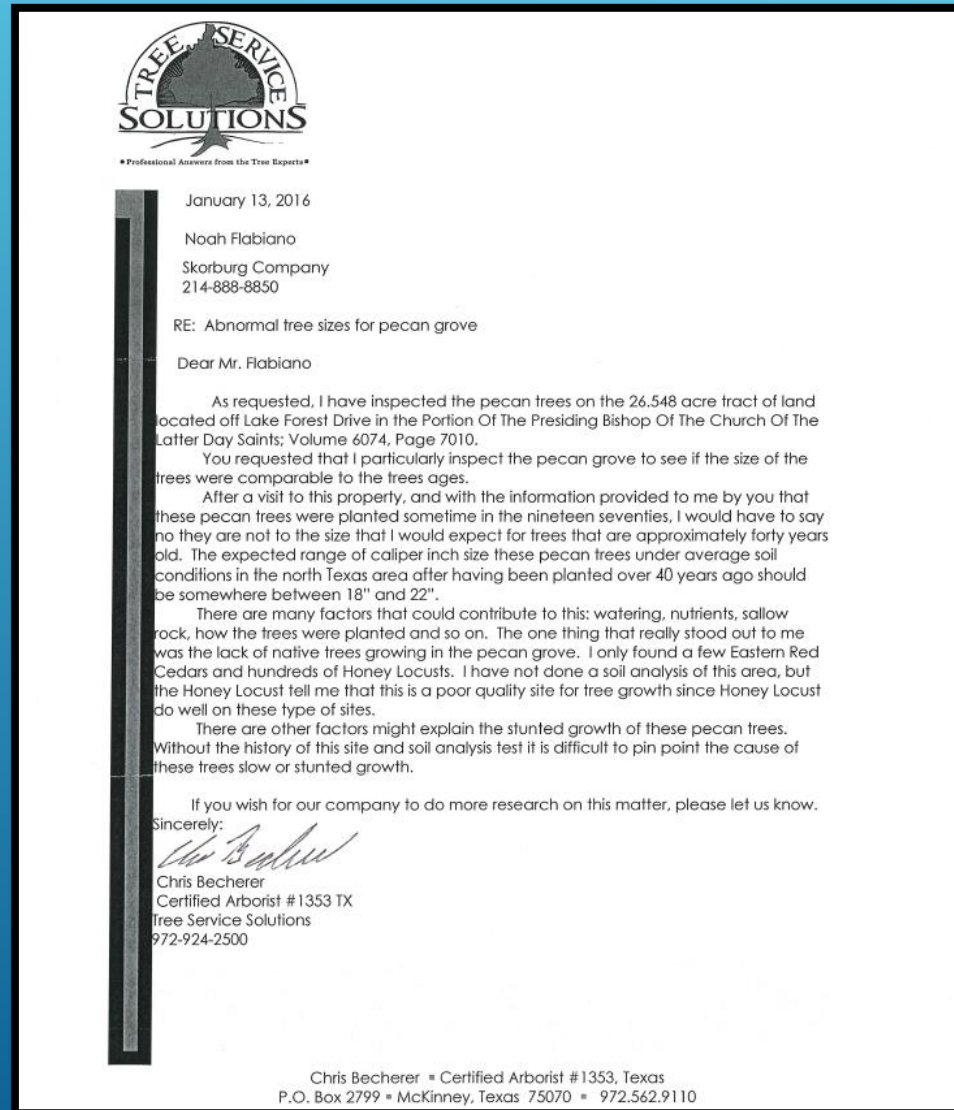 TREE SERVICE
SOLUTIONS
▪Professional Answers from the Tree Experts▪
January 13, 2016
Noah Flabiano
Skorburg Company
214-888-8850
RE: Abnormal tree sizes for pecan grove
Dear Mr. Flabiano
As requested, I have inspected the pecan trees on the 26.548 acre tract of land
located off Lake Forest Drive in the Portion Of The Presiding Bishop Of The Church Of The
Latter Day Saints; Volume 6074, Page 7010.
You requested that I particularly inspect the pecan grove to see if the size of the
trees were comparable to the trees ages.
After a visit to this property, and with the information provided to me by you that
these pecan trees were planted sometime in the nineteen seventies, I would have to say
no they are not to the size that I would expect for trees that are approximately forty years
old. The expected range of caliper inch size these pecan trees under average soil
conditions in the north Texas area after having been planted over 40 years ago should
be somewhere between 18" and 22".
There are many factors that could contribute to this: watering, nutrients, sallow
rock, how the trees were planted and so on. The one thing that really stood out to me
was the lack of native trees growing in the pecan grove. I only found a few Eastern Red
Cedars and hundreds of Honey Locusts. I have not done a soil analysis of this area, but
the Honey Locust tell me that this is a poor quality site for tree growth since Honey Locust
do well on these type of sites.
There are other factors might explain the stunted growth of these pecan trees.
Without the history of this site and soil analysis test it is difficult to pin point the cause of
these trees slow or stunted growth.
If you wish for our company to do more research on this matter, please let us know.
Sincerely:
Chris Becherer
Certified Arborist #1353 TX
Tree Service Solutions
972-924-2500
Chris Becherer ▪ Certified Arborist #1353, Texas
P.O. Box 2799 ▪ McKinney, Texas 75070 ▪ 972.562.9110